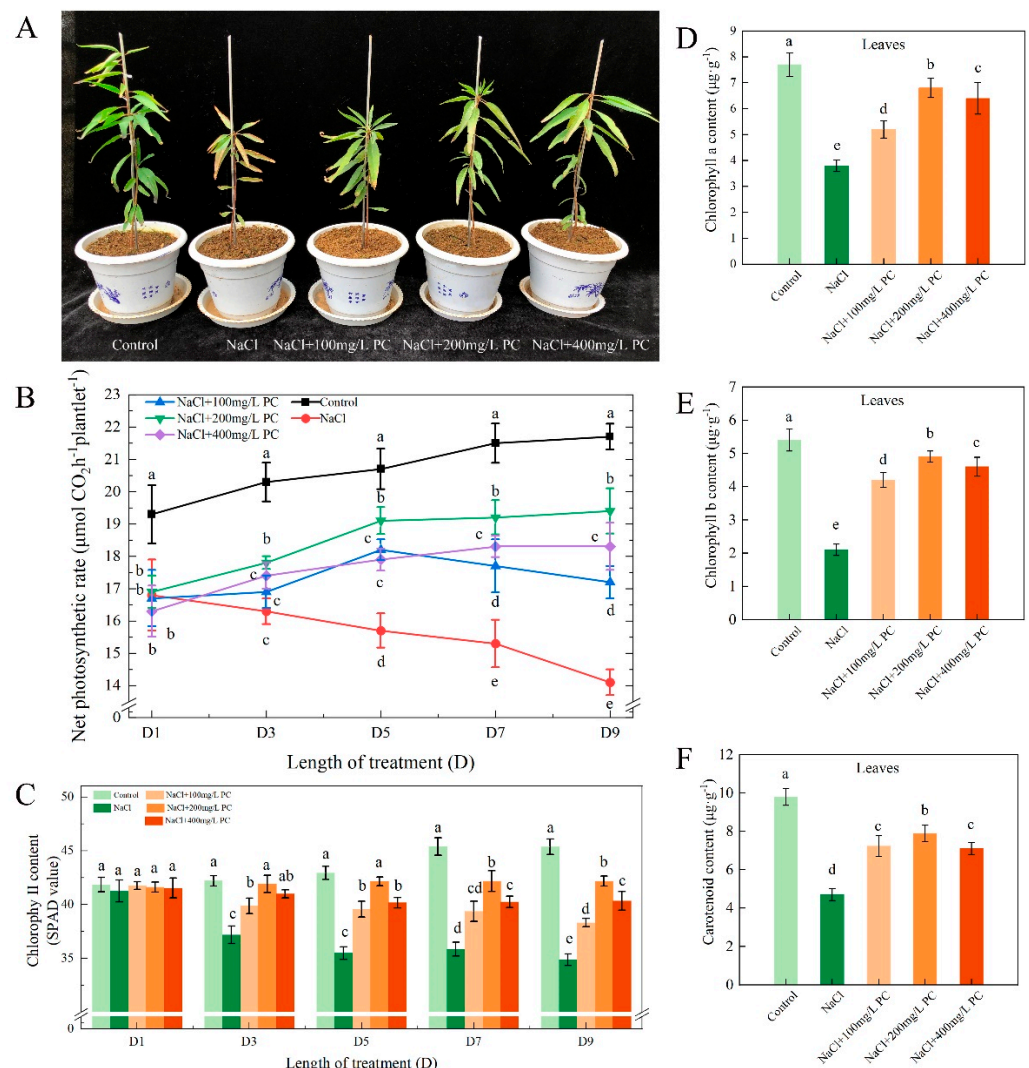 A
Control
NaCl
NaCl+100mg/L PC
NaCl+200mg/L PC
NaCl+400mg/L PC
B
Net photosynthetic rate (μmol CO₂h⁻¹plantlet⁻¹)
NaCl+100mg/L PC
NaCl+200mg/L PC
NaCl+400mg/L PC
Control
NaCl
23
22
21
20
19
18
17
16
15
14
0
a
b
b
b
b
a
b
c
c
c
a
b
c
c
d
a
b
c
d
e
a
b
c
d
e
D1
D3
D5
D7
D9
Length of treatment (D)
C
Chlorophy II content
(SPAD value)
Control
NaCl
NaCl+100mg/L PC
NaCl+200mg/L PC
NaCl+400mg/L PC
50
45
40
35
0
a a a a a
a c b a ab
a c b a b
a d cd b c
a e d b c
D1
D3
D5
D7
D9
Length of treatment (D)
D
Leaves
Chlorophyll a content (μg·g⁻¹)
9
8
7
6
5
4
3
2
1
0
a
e
d
b
c
Control
NaCl
NaCl+100mg/L PC
NaCl+200mg/L PC
NaCl+400mg/L PC
E
Leaves
Chlorophyll b content (μg·g⁻¹)
7
6
5
4
3
2
1
0
a
e
d
b
c
Control
NaCl
NaCl+100mg/L PC
NaCl+200mg/L PC
NaCl+400mg/L PC
F
Leaves
Carotenoid content (μg·g⁻¹)
12
10
8
6
4
2
0
a
d
c
b
c
Control
NaCl
NaCl+100mg/L PC
NaCl+200mg/L PC
NaCl+400mg/L PC